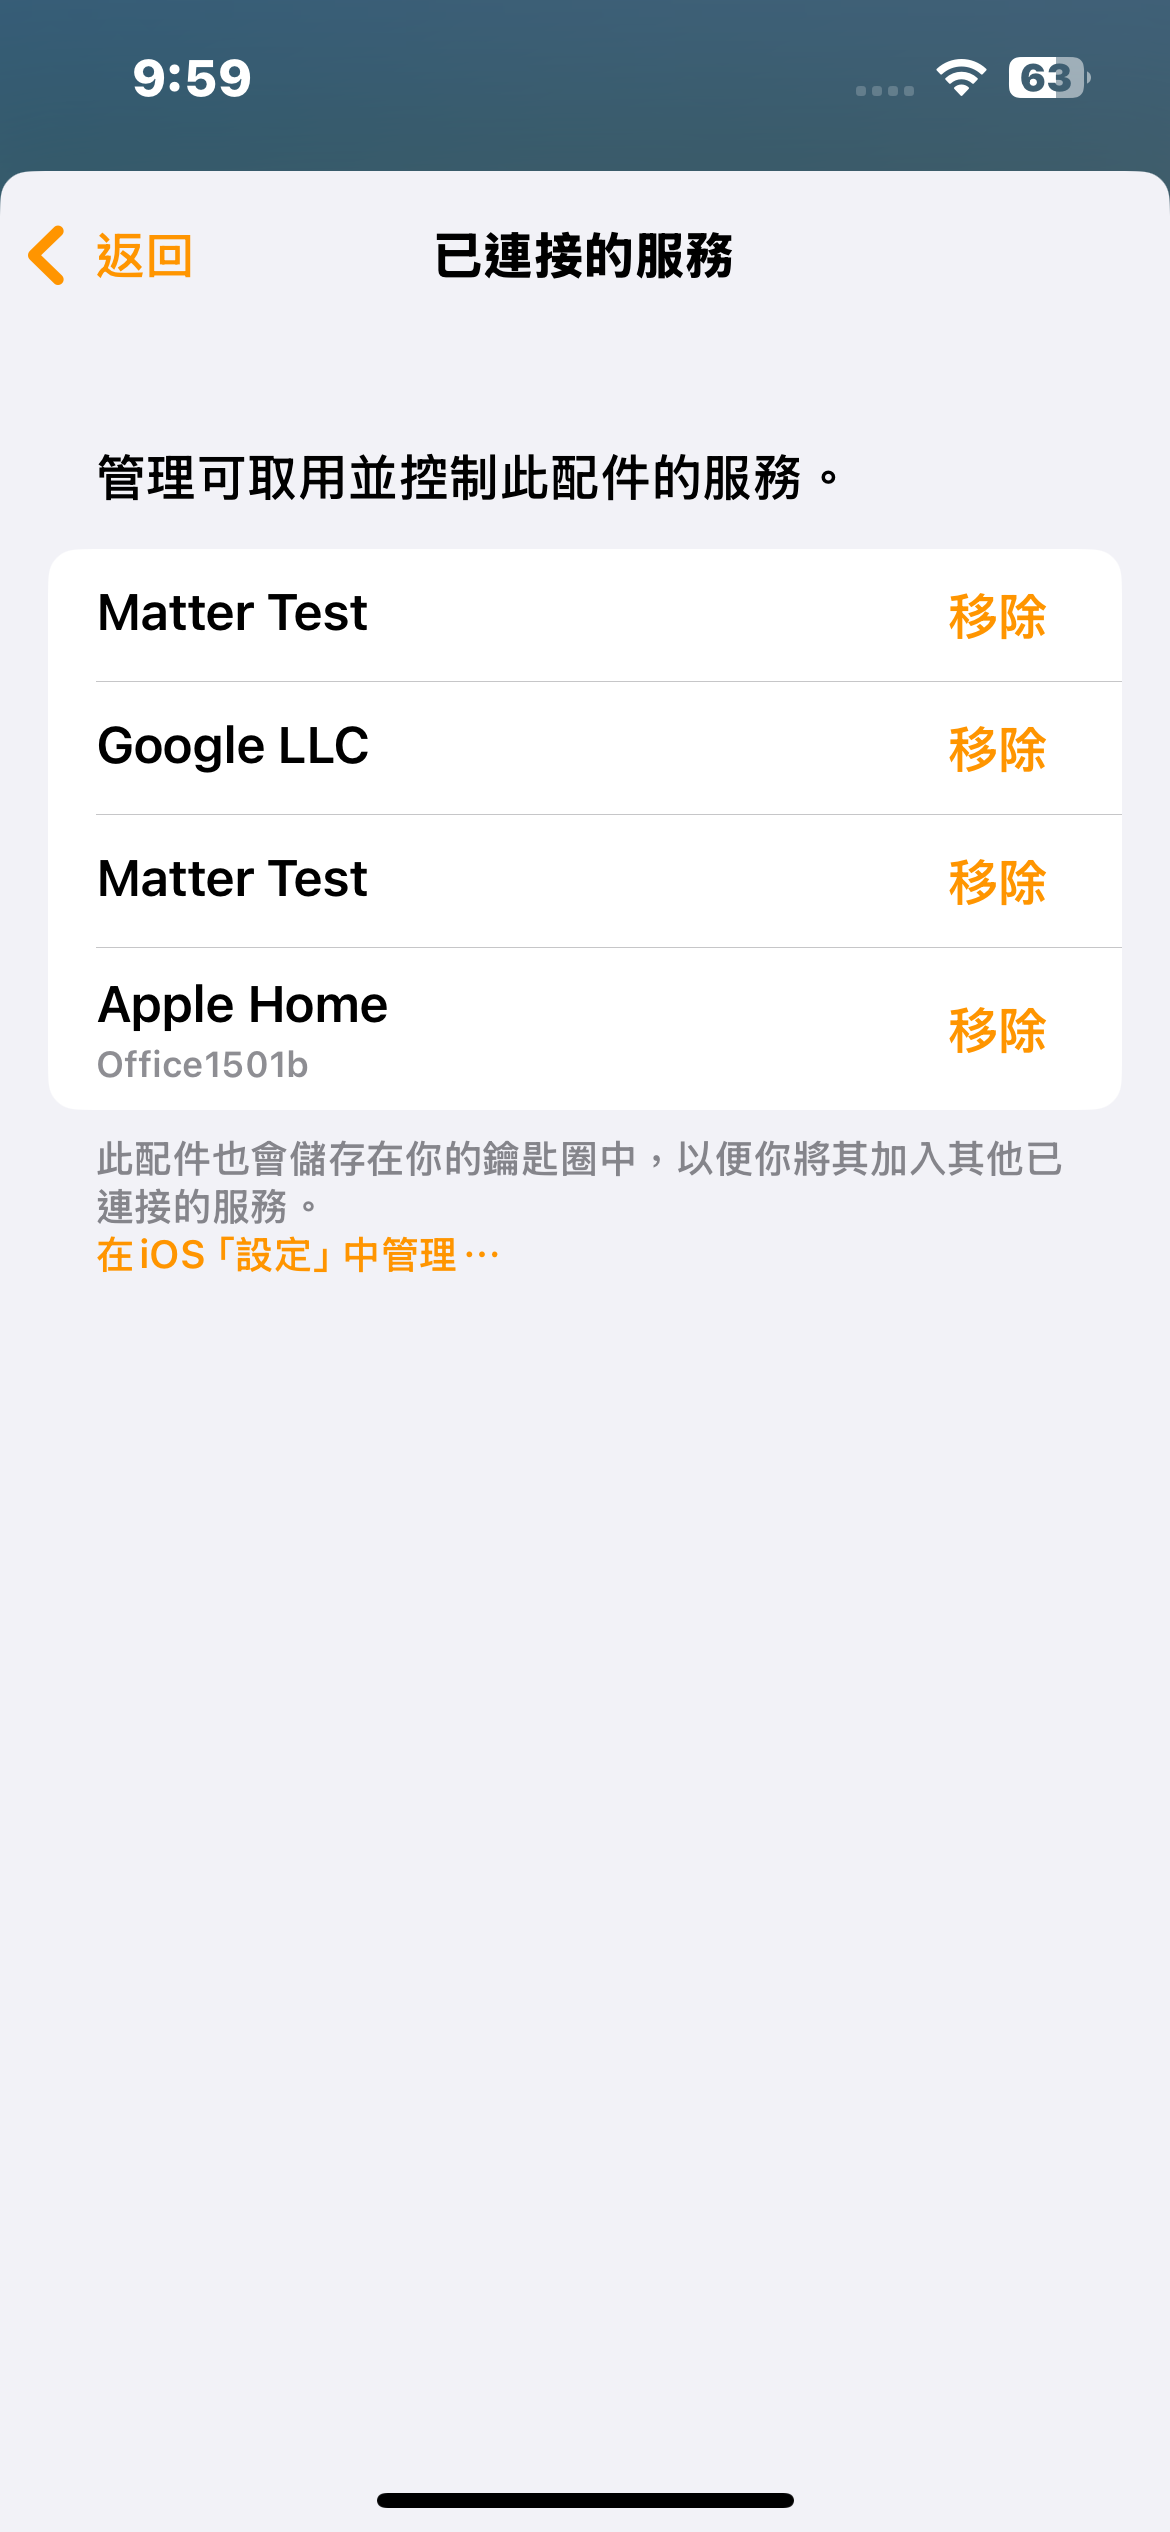 9:59
63
返回
已連接的服務
管理可取用並控制此配件的服務。
Matter Test
移除
Google LLC
移除
Matter Test
移除
Apple Home
Office1501b
移除
此配件也會儲存在你的鑰匙圈中，以便你將其加入其他已
連接的服務。
在 iOS「設定」中管理⋯